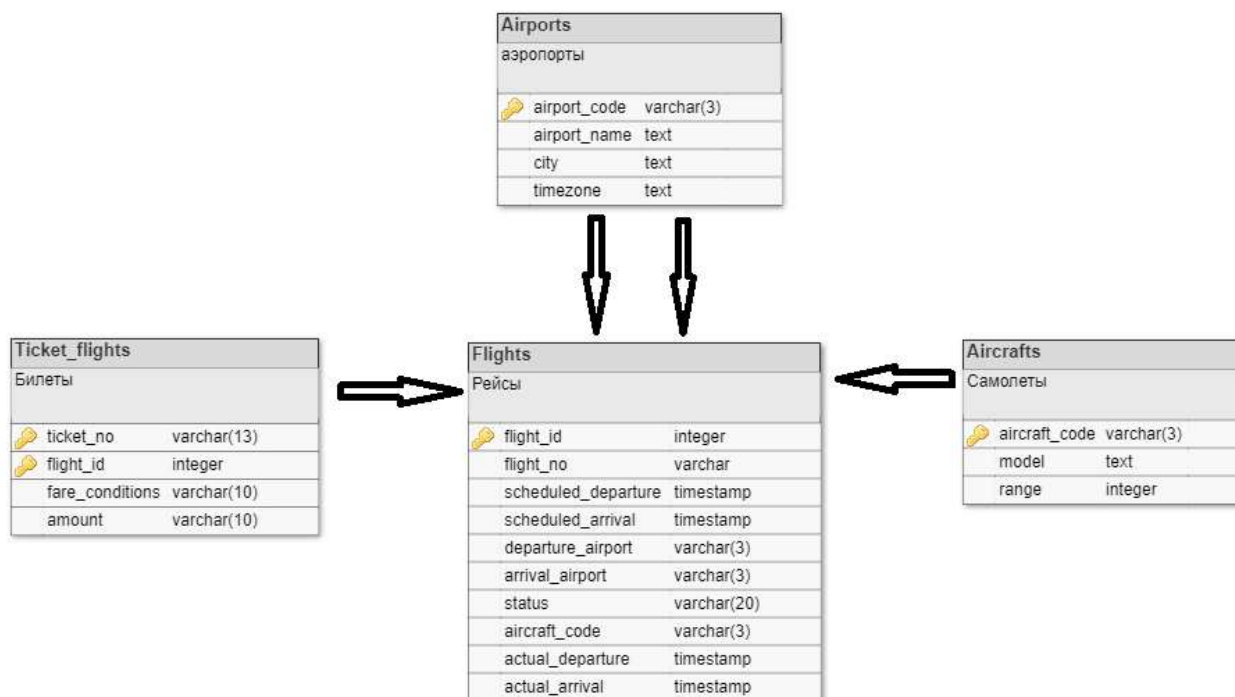 Airports
аэропорты
airport_code varchar(3)
airport_name text
city text
timezone text
Ticket_flights
Билеты
ticket_no varchar(13)
flight_id integer
fare_conditions varchar(10)
amount varchar(10)
Flights
Рейсы
flight_id integer
flight_no varchar
scheduled_departure timestamp
scheduled_arrival timestamp
departure_airport varchar(3)
arrival_airport varchar(3)
status varchar(20)
aircraft_code varchar(3)
actual_departure timestamp
actual_arrival timestamp
Aircrafts
Самолеты
aircraft_code varchar(3)
model text
range integer